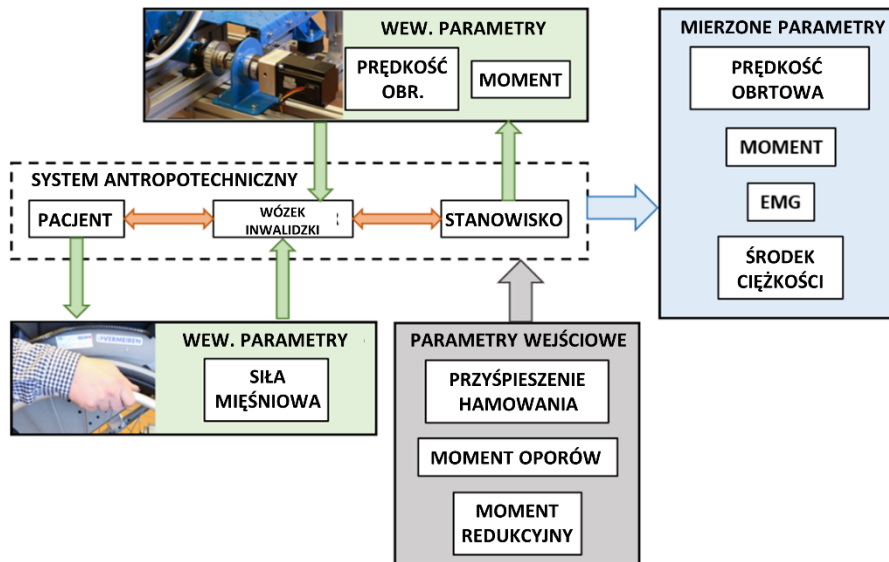 WEW. PARAMETRY
PRĘDKOŚĆ
OBR.
MOMENT
MIERZONE PARAMETRY
PRĘDKOŚĆ
OBRTOWA
MOMENT
EMG
ŚRODEK
CIĘŻKOŚCI
SYSTEM ANTROPOTECHNICZNY
PACJENT
WÓZEK
INWALIDZKI
STANOWISKO
VERMEIREN
WEW. PARAMETRY
SIŁA
MIĘŚNIOWA
PARAMETRY WEJŚCIOWE
PRZYŚPIESZENIE
HAMOWANIA
MOMENT OPORÓW
MOMENT
REDUKCYJNY